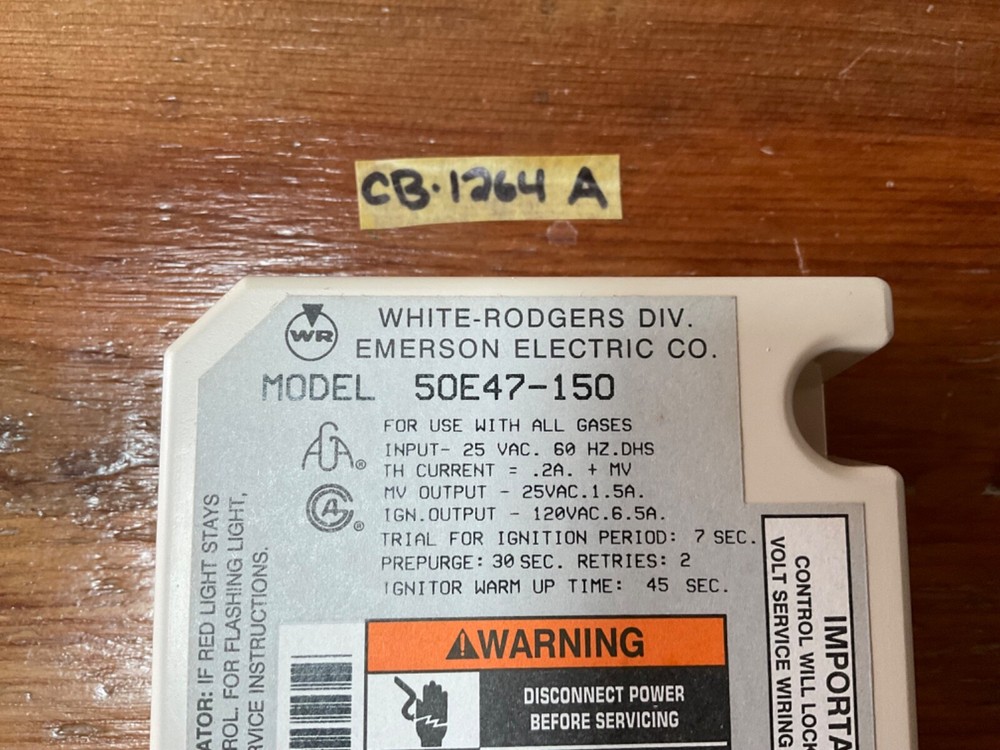 CB-1264 A
WR
WHITE-RODGERS DIV.
EMERSON ELECTRIC CO.
MODEL 50E47-150
FOR USE WITH ALL GASES
INPUT- 25 VAC. 60 HZ.DHS
TH CURRENT = .2A. + MV
MV OUTPUT - 25VAC.1.5A.
IGN.OUTPUT - 120VAC.6.5A.
TRIAL FOR IGNITION PERIOD: 7 SEC.
PREPURGE: 30 SEC. RETRIES: 2
IGNITOR WARM UP TIME: 45 SEC.
ATOR: IF RED LIGHT STAYS
ROL. FOR FLASHING LIGHT,
RVICE INSTRUCTIONS.
WARNING
DISCONNECT POWER
BEFORE SERVICING
IMPORTA
CONTROL WILL LOCK
VOLT SERVICE WIRING